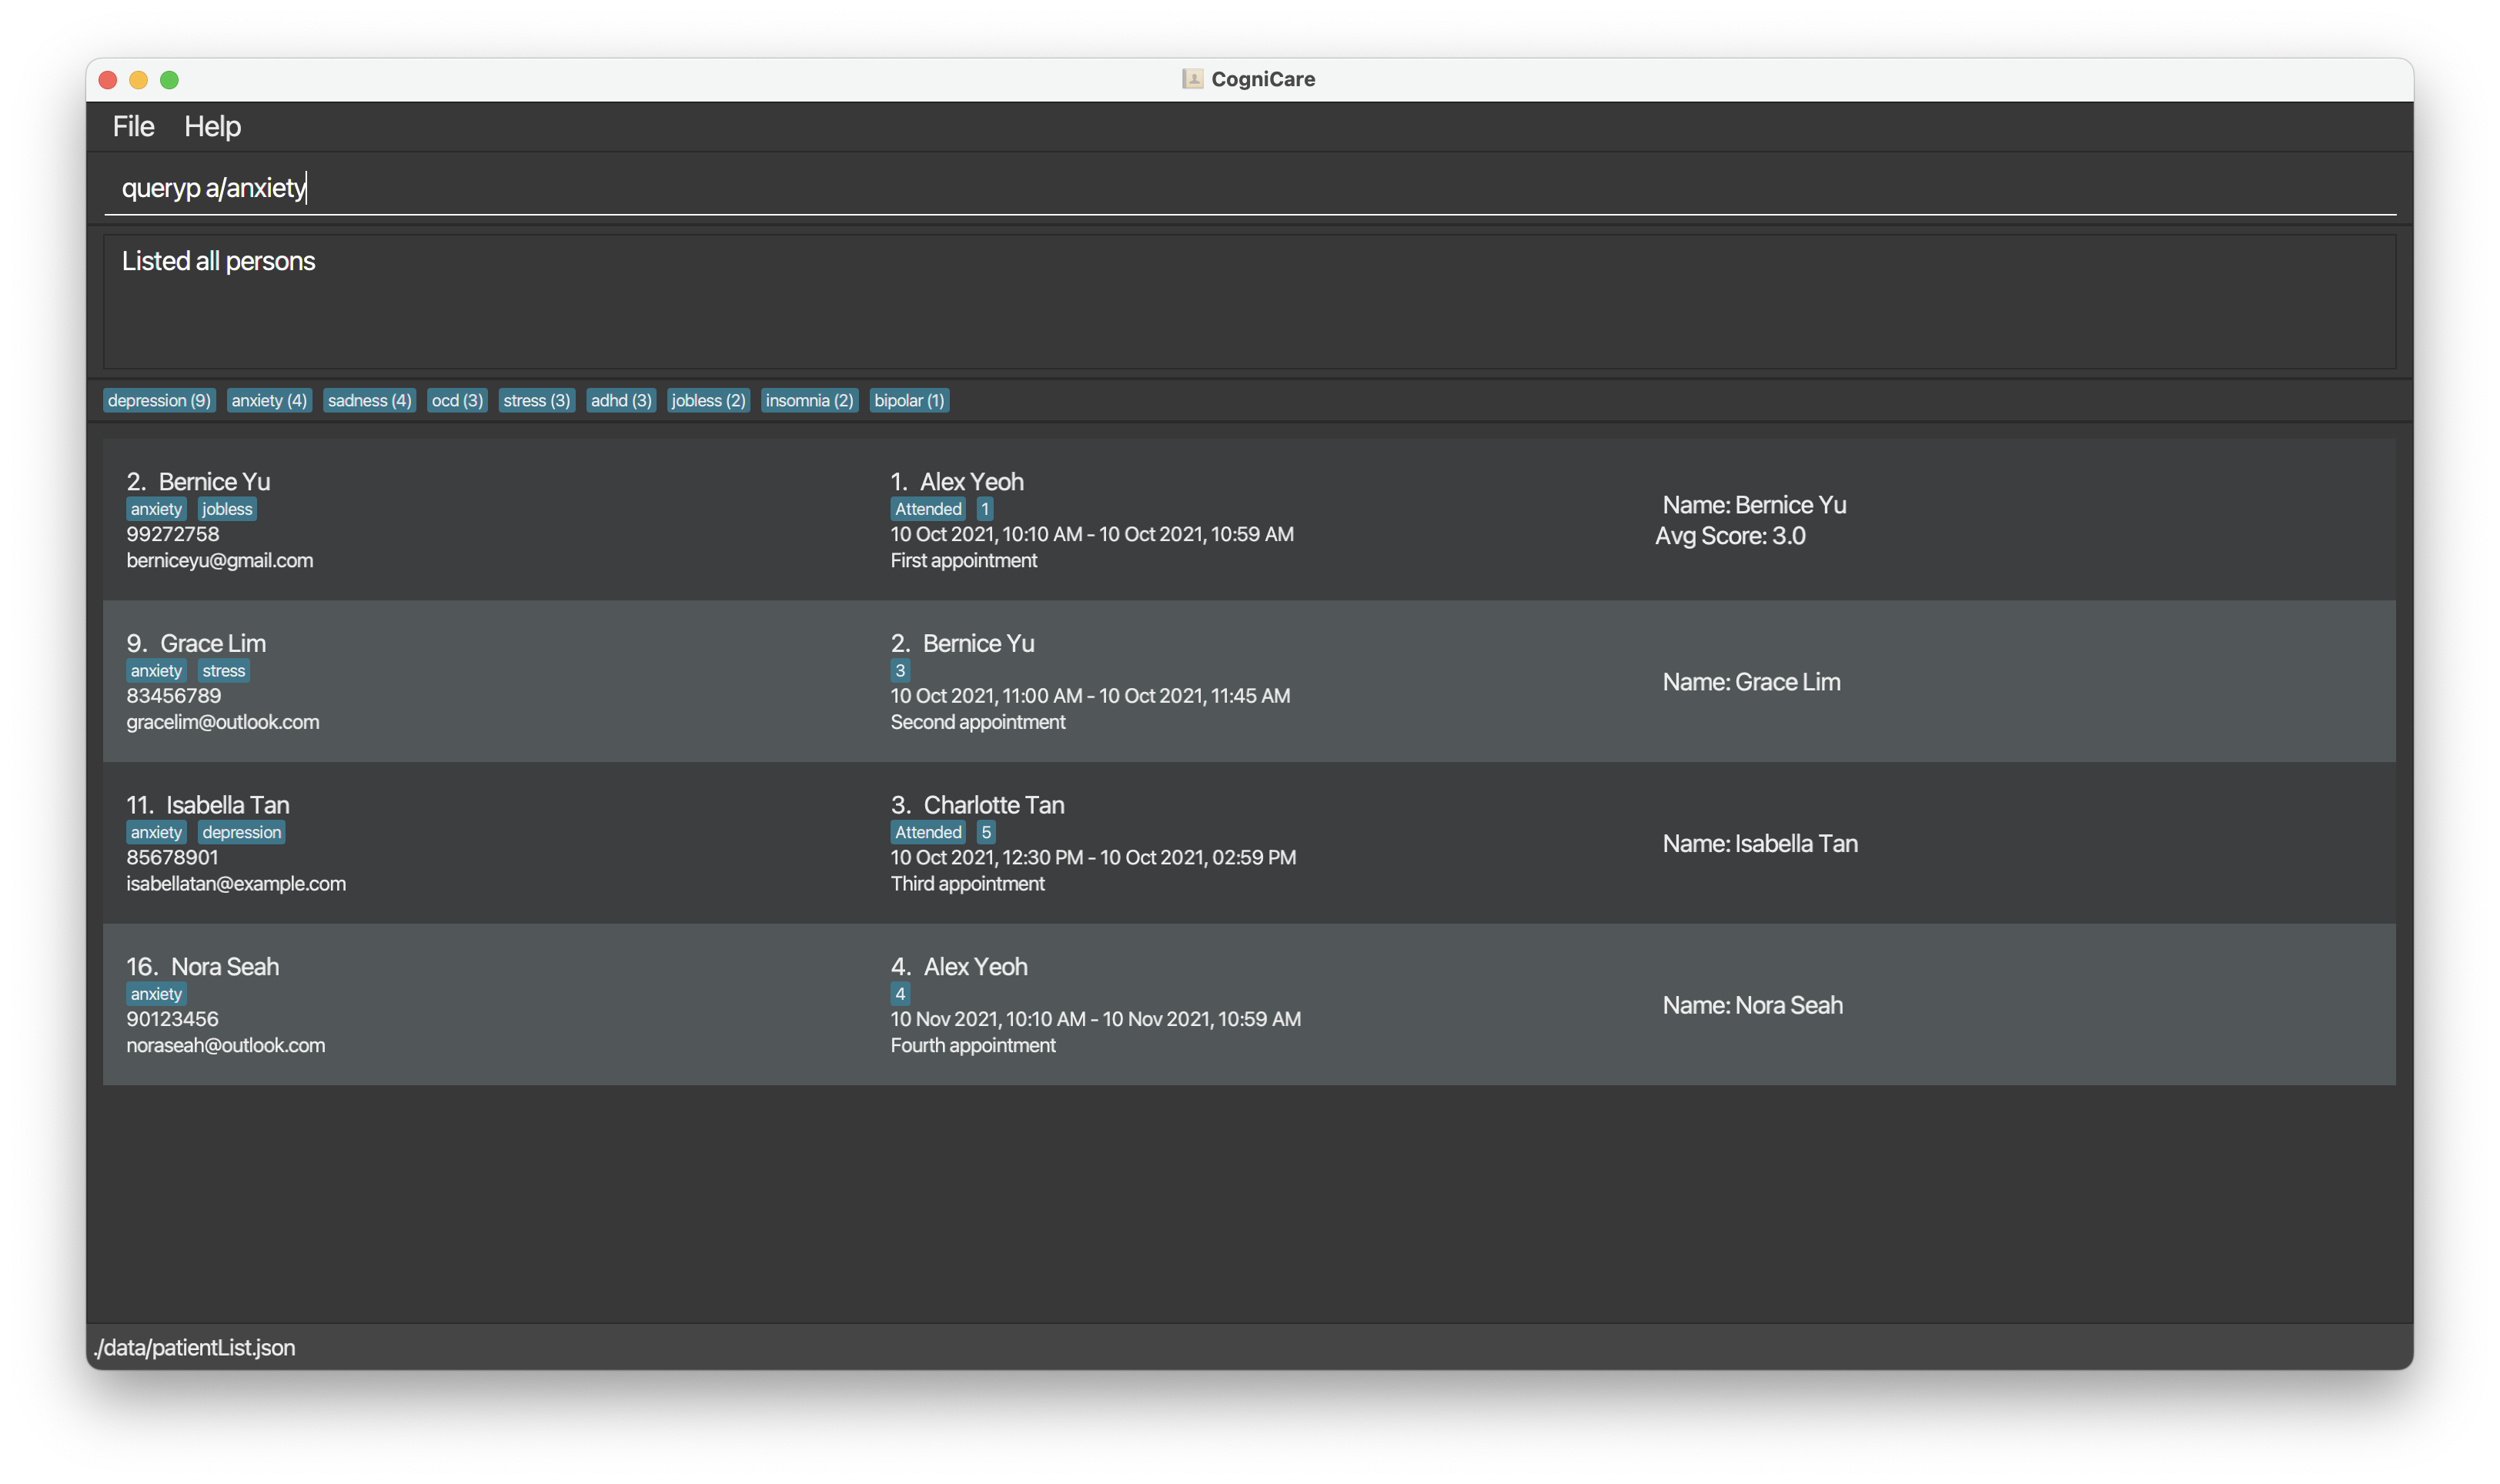 CogniCare
File Help
queryp a/anxiety
Listed all persons
depression (9) anxiety (4) sadness (4) ocd (3) stress (3) adhd (3) jobless (2) insomnia (2) bipolar (1)
2. Bernice Yu
anxiety jobless
99272758
berniceyu@gmail.com
9. Grace Lim
anxiety stress
83456789
gracelim@outlook.com
11. Isabella Tan
anxiety depression
85678901
isabellatan@example.com
16. Nora Seah
anxiety
90123456
noraseah@outlook.com
1. Alex Yeoh
Attended 1
10 Oct 2021, 10:10 AM - 10 Oct 2021, 10:59 AM
First appointment
2. Bernice Yu
3
10 Oct 2021, 11:00 AM - 10 Oct 2021, 11:45 AM
Second appointment
3. Charlotte Tan
Attended 5
10 Oct 2021, 12:30 PM - 10 Oct 2021, 02:59 PM
Third appointment
4. Alex Yeoh
4
10 Nov 2021, 10:10 AM - 10 Nov 2021, 10:59 AM
Fourth appointment
Name: Bernice Yu
Avg Score: 3.0
Name: Grace Lim
Name: Isabella Tan
Name: Nora Seah
./data/patientList.json